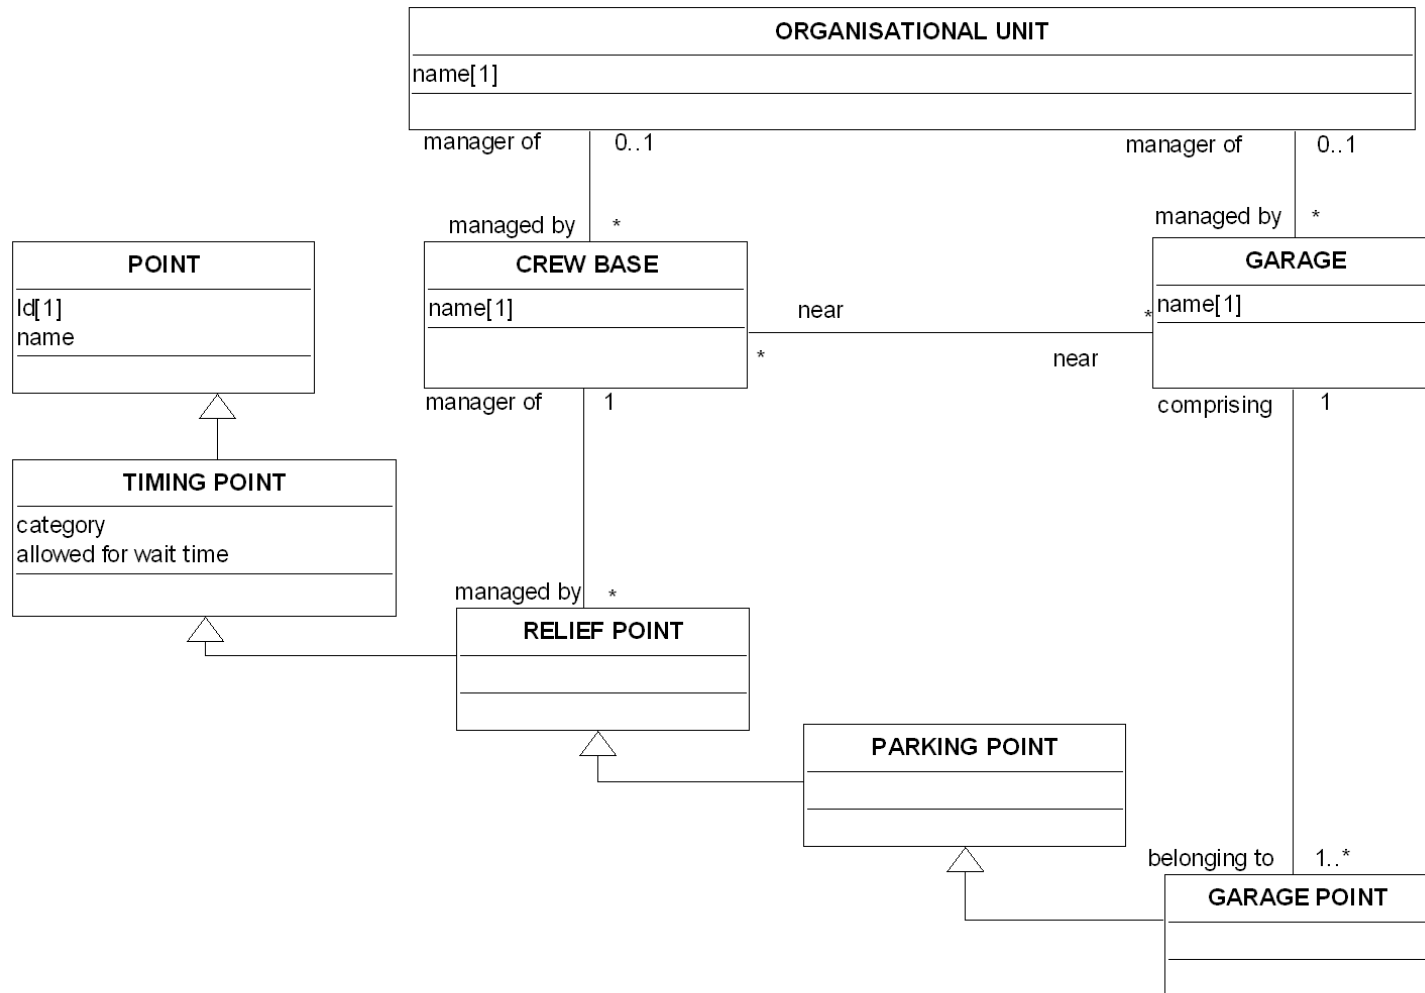 ORGANISATIONAL UNIT
name[1]
manager of 0..1
manager of 0..1
managed by *
managed by *
POINT
Id[1]
name
CREW BASE
name[1]
GARAGE
name[1]
near *
* near
manager of 1
comprising 1
TIMING POINT
category
allowed for wait time
managed by *
RELIEF POINT
PARKING POINT
belonging to 1..*
GARAGE POINT